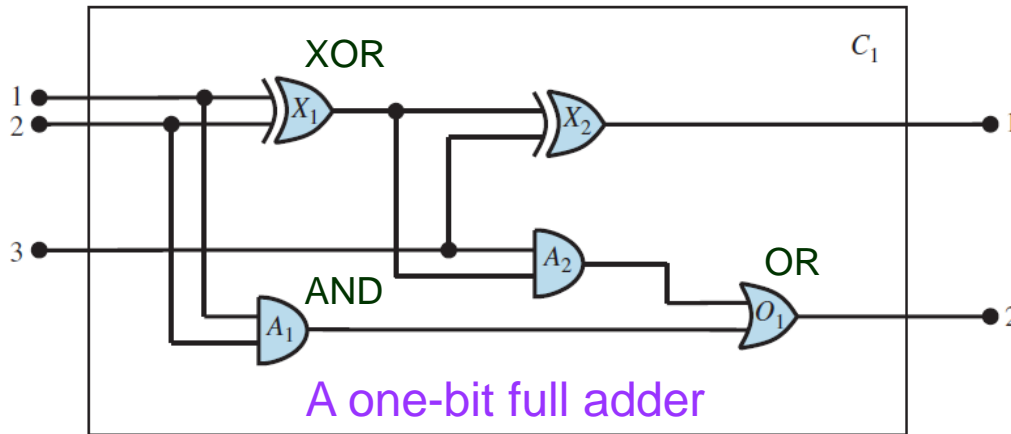 XOR
C1
1
2
X1
X2
1
3
A2
OR
AND
A1
O1
2
A one-bit full adder